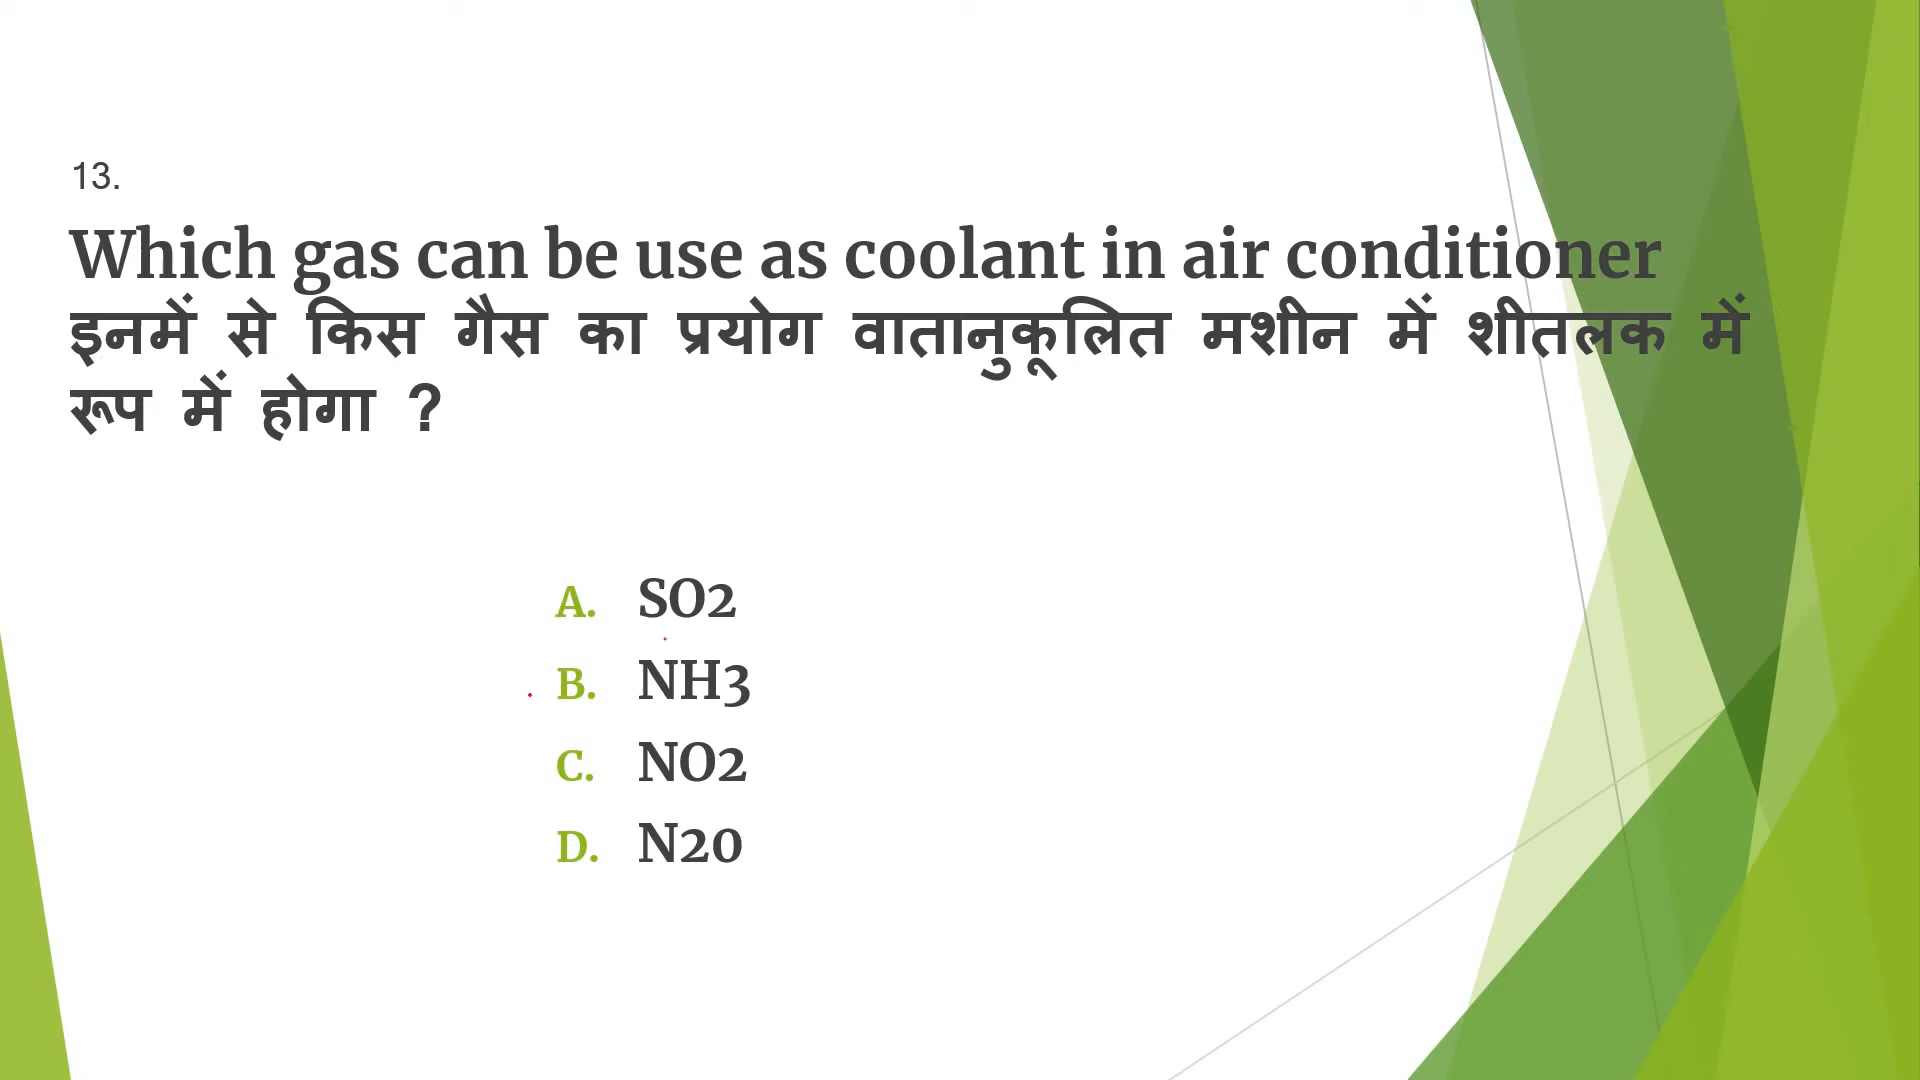 13.
Which gas can be use as coolant in air conditioner
इनमें से किस गैस का प्रयोग वातानुकूलित मशीन में शीतलक में
रूप में होगा ?
A. SO2
B. NH3
C. NO2
D. N20